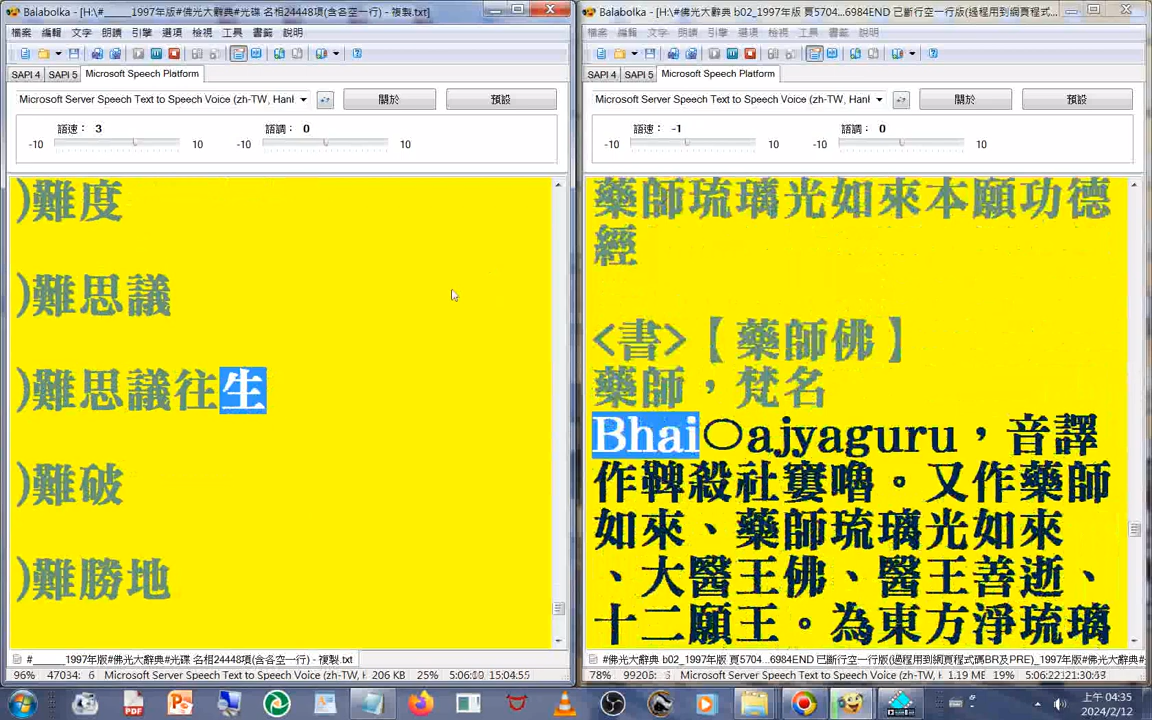 Balabolka - [H:\#_____1997年版#佛光大辭典#光碟 名相24448項(含各空一行) - 複製.txt]
檔案 編輯 文字 朗讀 引擎 選項 檢視 工具 書籤 說明
SAPI 4 SAPI 5 Microsoft Speech Platform
Microsoft Server Speech Text to Speech Voice (zh-TW, Hanl
關於 預設
語速： 3 語調： 0
-10 10 -10 10
)難度
)難思議
)難思議往生
)難破
)難勝地
#______1997年版#佛光大辭典#光碟 名相24448項(含各空一行) - 複製.txt
96% 47034: 6 Microsoft Server Speech Text to Speech Voice (zh-TW, H 206 KB 25%
Balabolka - [H:\#佛光大辭典 b02_1997年版 頁5704...6984END 已斷行空一行版(過程用到網頁程式...
檔案 編輯 文字 朗讀 引擎 選項 檢視 工具 書籤 說明
SAPI 4 SAPI 5 Microsoft Speech Platform
Microsoft Server Speech Text to Speech Voice (zh-TW, Hanl
關於 預設
語速： -1 語調： 0
-10 10 -10 10
藥師琉璃光如來本願功德
經
<書>【藥師佛】
藥師，梵名
Bhai○ajyaguru，音譯
作鞞殺社窶嚕。又作藥師
如來、藥師琉璃光如來
、大醫王佛、醫王善逝、
十二願王。為東方淨琉璃
#佛光大辭典 b02_1997年版 頁5704...6984END 已斷行空一行版(過程用到網頁程式碼BR及PRE)_1997年版#佛光大辭典#
78% 99205: Microsoft Server Speech Text to Speech Voice (zh-TW, H 1.19 ME 19%
上午 04:35
2024/2/12